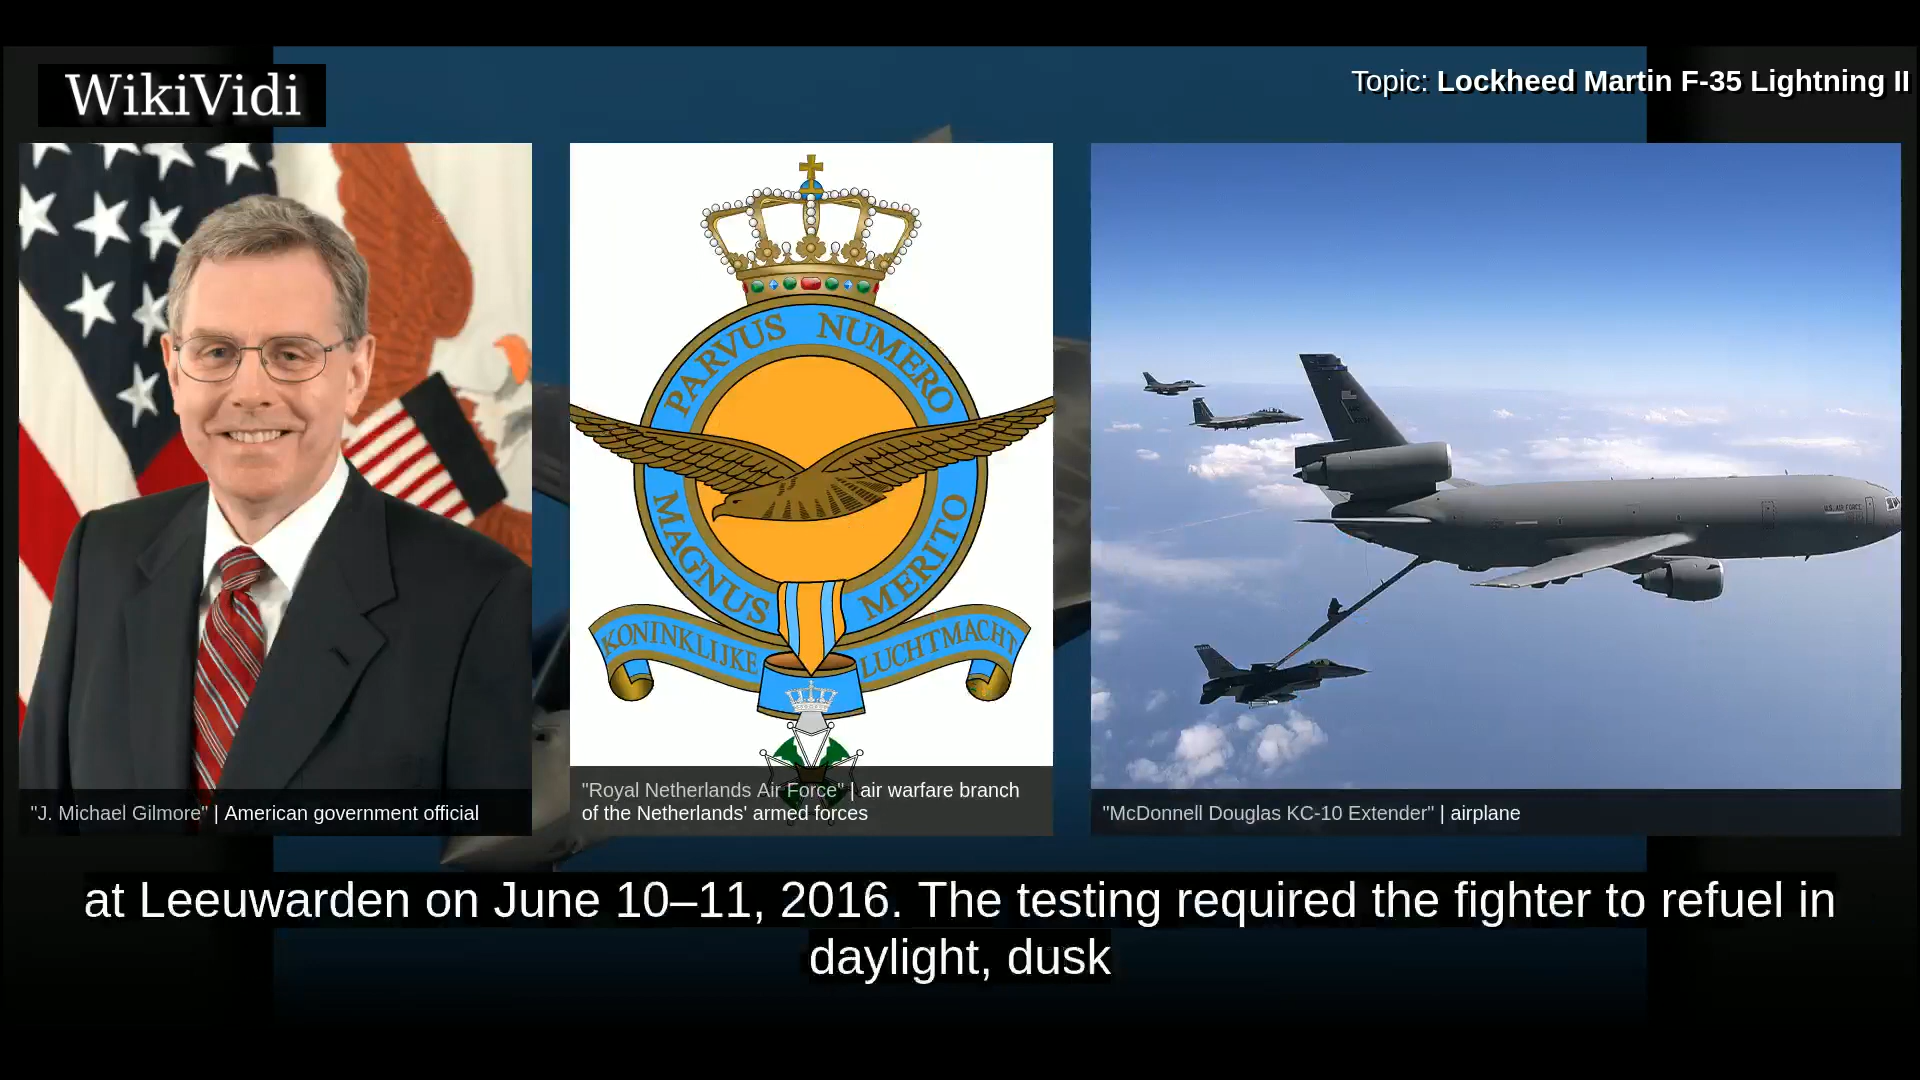 WikiVidi
Topic: Lockheed Martin F-35 Lightning II
PARVUS NUMERO
MAGNUS MERITO
KONINKLIJKE LUCHTMACHT
U.S. AIR FORCE
"J. Michael Gilmore" | American government official
"Royal Netherlands Air Force" | air warfare branch
of the Netherlands' armed forces
"McDonnell Douglas KC-10 Extender" | airplane
at Leeuwarden on June 10–11, 2016. The testing required the fighter to refuel in
daylight, dusk